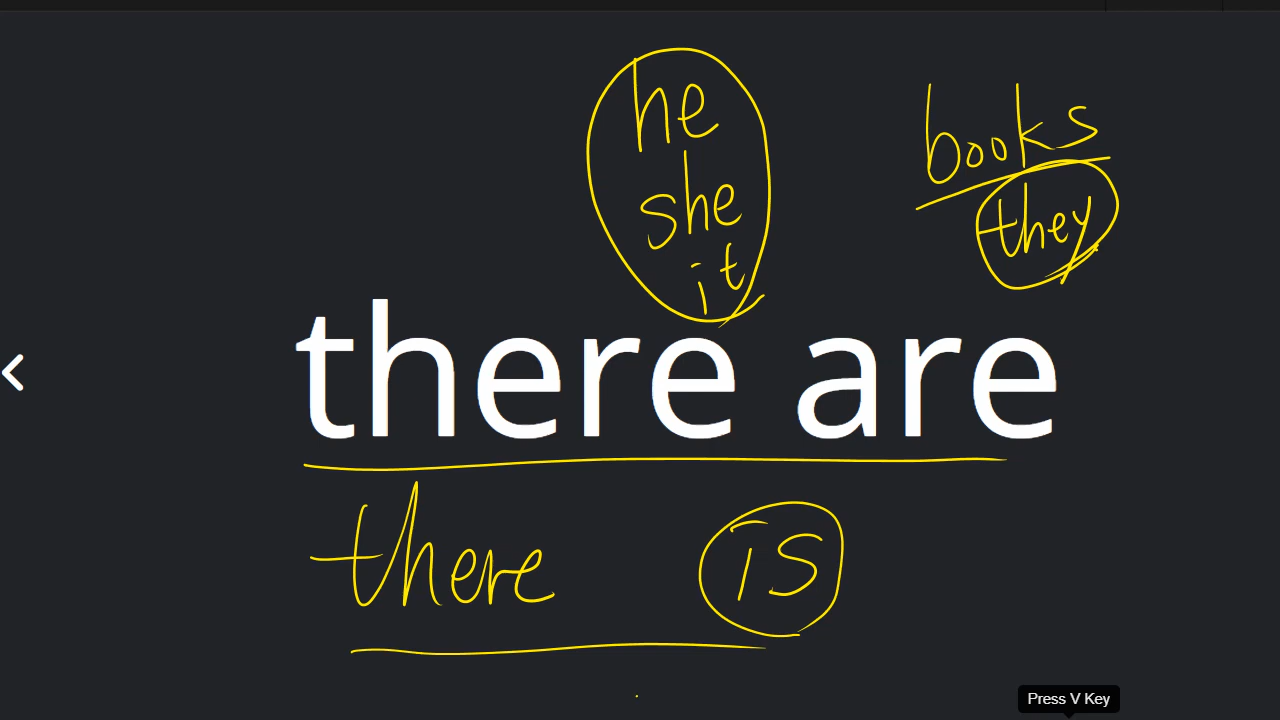 he
she
it
books
they
there are
there is
Press V Key